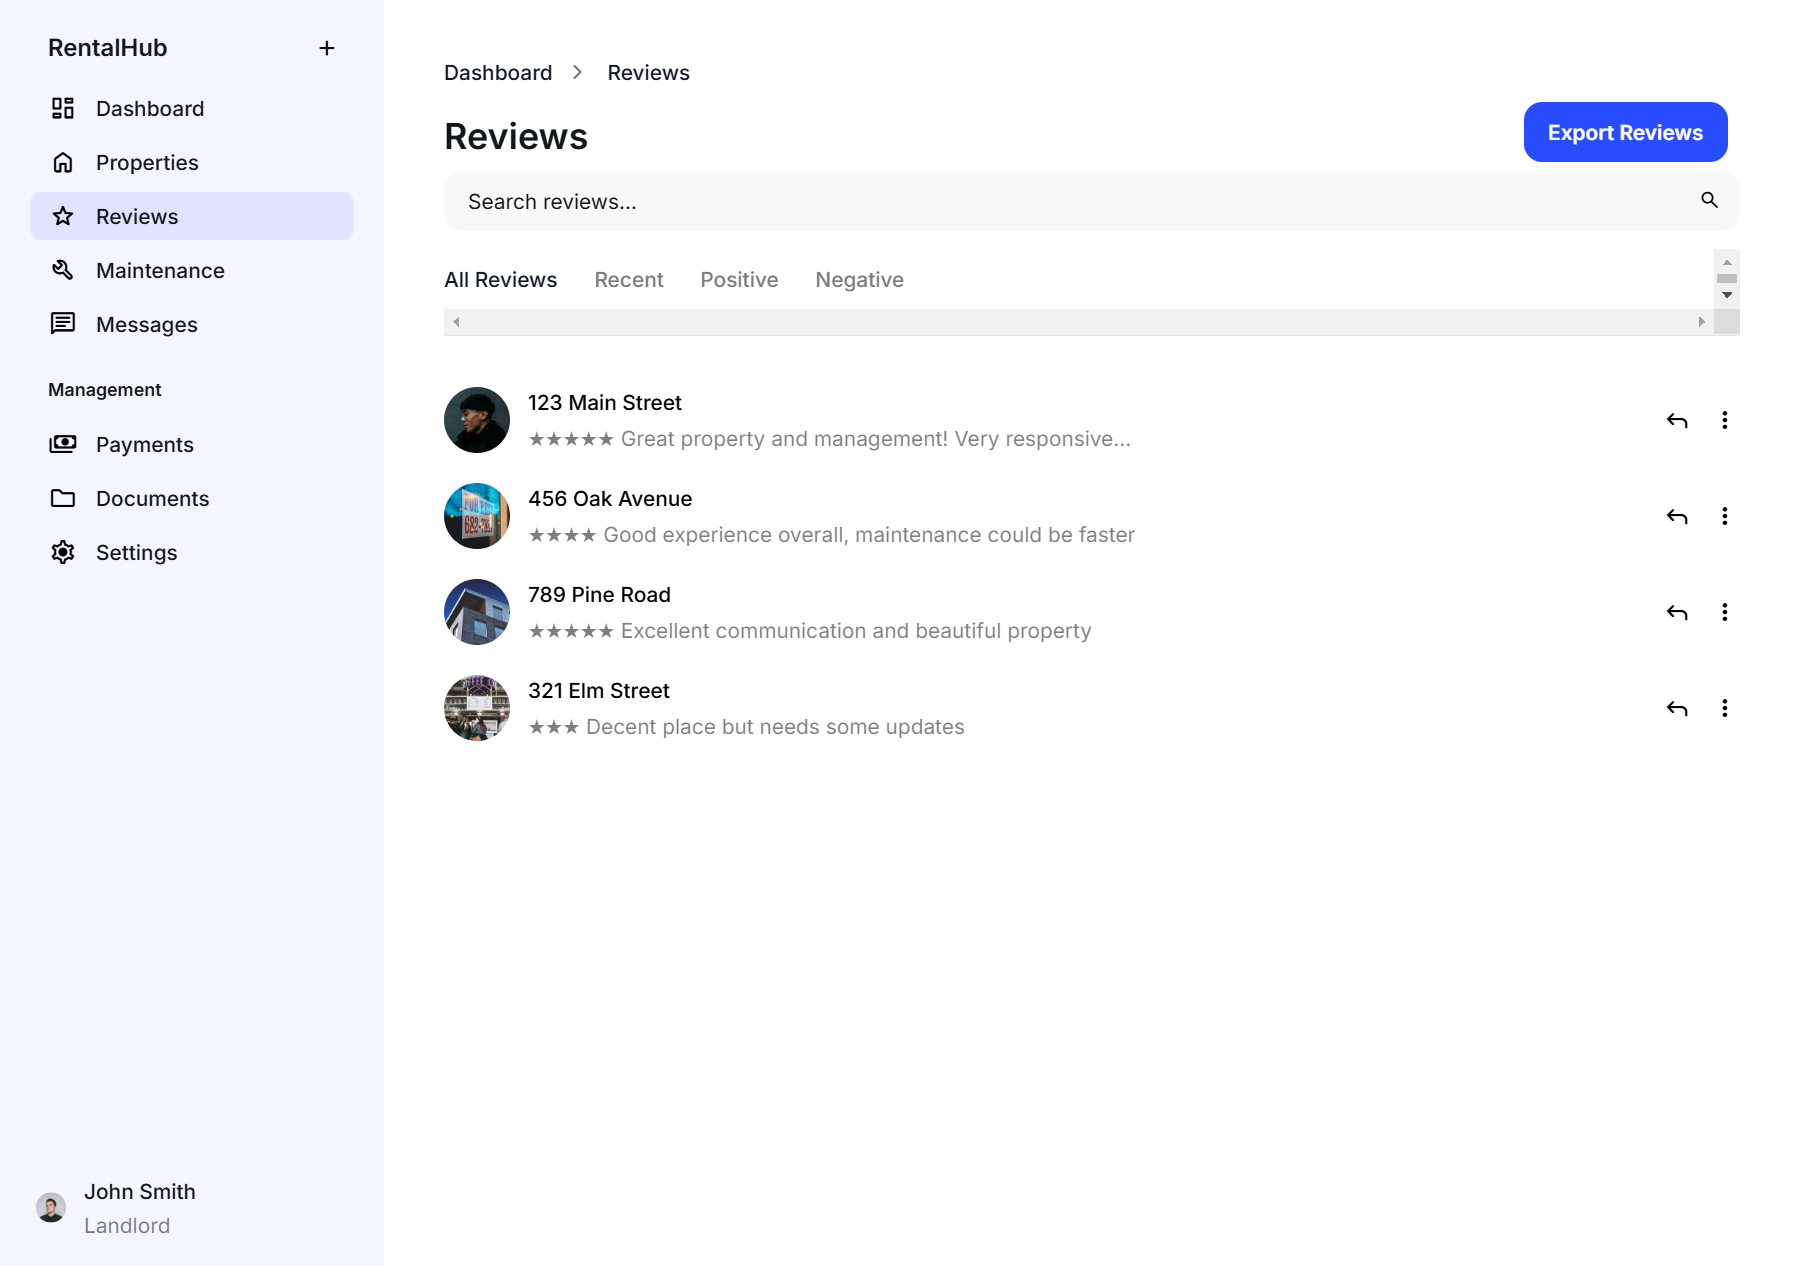 RentalHub
Dashboard
Properties
Reviews
Maintenance
Messages
Management
Payments
Documents
Settings
John Smith
Landlord
Dashboard > Reviews
Reviews
Export Reviews
Search reviews...
All Reviews Recent Positive Negative
123 Main Street
★★★★★ Great property and management! Very responsive...
456 Oak Avenue
★★★★ Good experience overall, maintenance could be faster
789 Pine Road
★★★★★ Excellent communication and beautiful property
321 Elm Street
★★★ Decent place but needs some updates